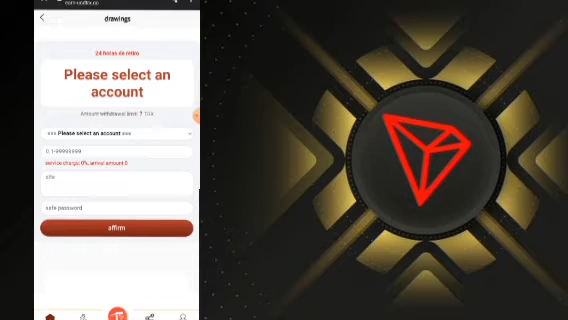 drawings
24 horas de retiro
Please select an
account
Amount withdrawal limit ? TRX
=== Please select an account ===
0.1-99999999
service charge: 0%, arrival amount 0
safe password
affirm